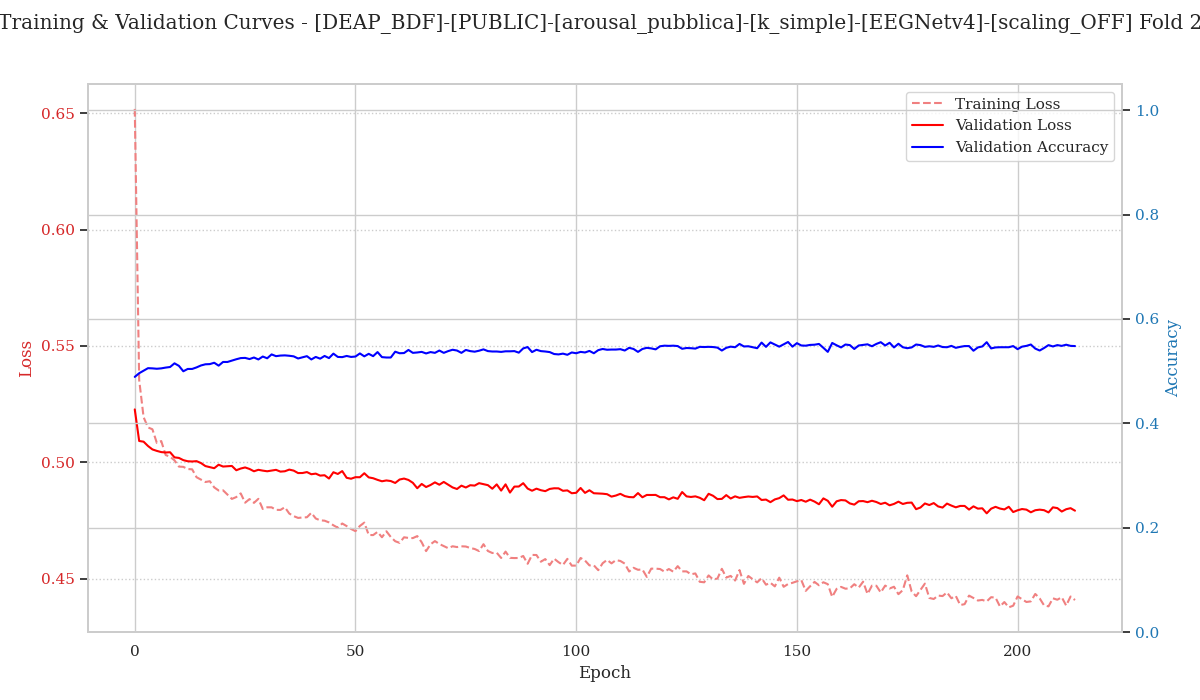 Training & Validation Curves - [DEAP_BDF]-[PUBLIC]-[arousal_pubblica]-[k_simple]-[EEGNetv4]-[scaling_OFF] Fold 2
Training Loss
Validation Loss
Validation Accuracy
0.65
0.60
0.55
0.50
0.45
Loss
1.0
0.8
0.6
0.4
0.2
0.0
Accuracy
0
50
100
150
200
Epoch